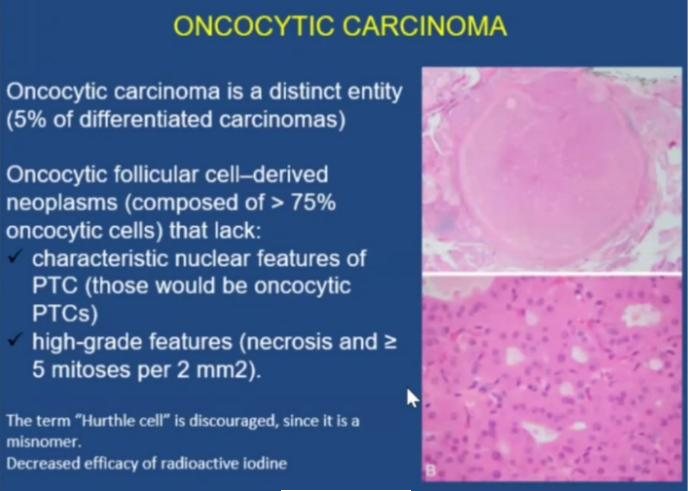 ONCOCYTIC CARCINOMA
Oncocytic carcinoma is a distinct entity
(5% of differentiated carcinomas)
Oncocytic follicular cell–derived
neoplasms (composed of > 75%
oncocytic cells) that lack:
✓ characteristic nuclear features of
PTC (those would be oncocytic
PTCs)
✓ high-grade features (necrosis and ≥
5 mitoses per 2 mm2).
The term “Hurthle cell” is discouraged, since it is a
misnomer.
Decreased efficacy of radioactive iodine
B